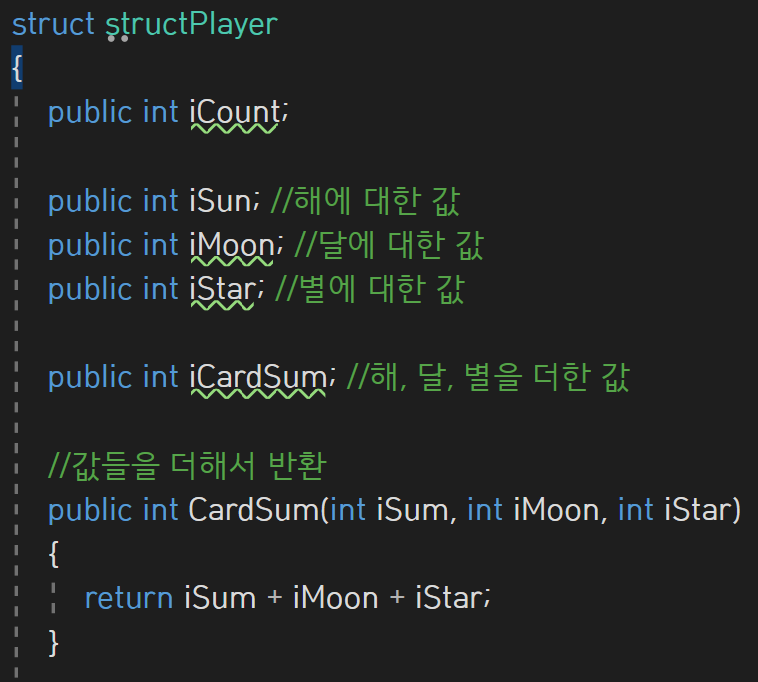 struct structPlayer
{
public int iCount;
public int iSun; //해에 대한 값
public int iMoon; //달에 대한 값
public int iStar; //별에 대한 값
public int iCardSum; //해, 달, 별을 더한 값
//값들을 더해서 반환
public int CardSum(int iSum, int iMoon, int iStar)
{
return iSum + iMoon + iStar;
}